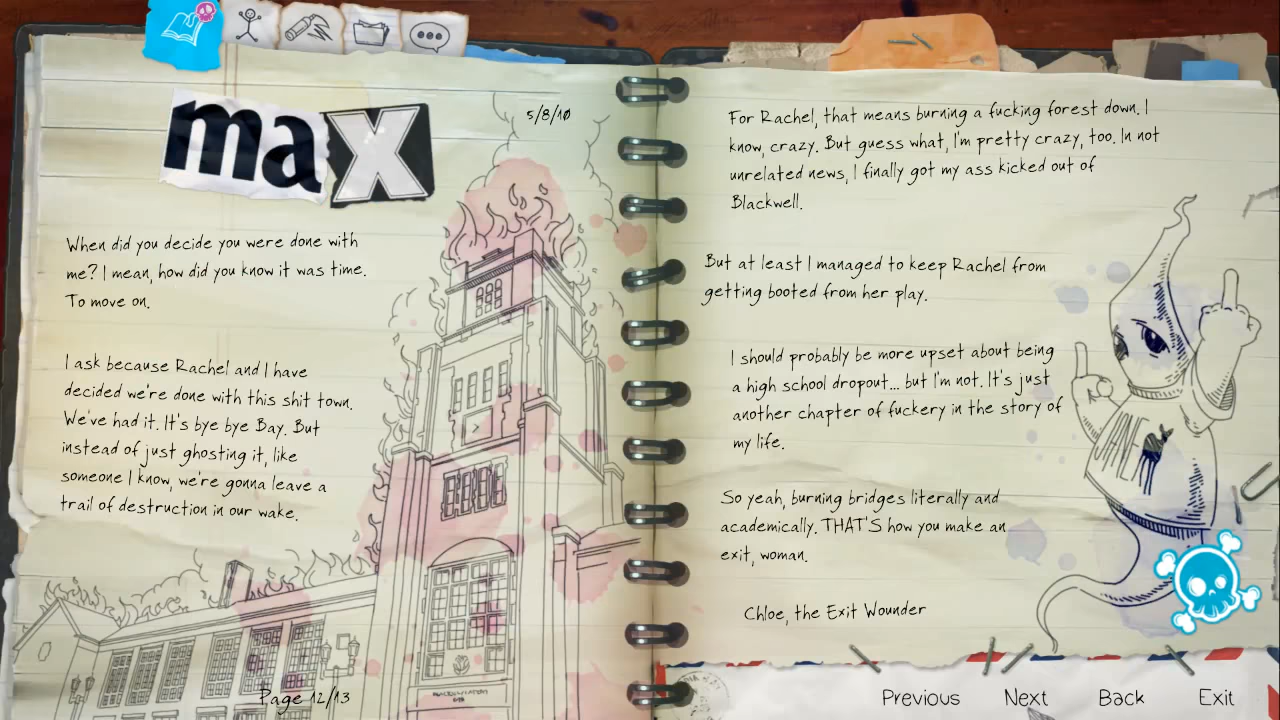 max
5/8/10
When did you decide you were done with
me? I mean, how did you know it was time.
To move on.
I ask because Rachel and I have
decided we're done with this shit town.
We've had it. It's bye bye Bay. But
instead of just ghosting it, like
someone I know, we're gonna leave a
trail of destruction in our wake.
Page 12/13
For Rachel, that means burning a fucking forest down. I
know, crazy. But guess what, I'm pretty crazy, too. In not
unrelated news, I finally got my ass kicked out of
Blackwell.
But at least I managed to keep Rachel from
getting booted from her play.
I should probably be more upset about being
a high school dropout... but I'm not. It's just
another chapter of fuckery in the story of
my life.
So yeah, burning bridges literally and
academically. THAT'S how you make an
exit, woman.
Chloe, the Exit Wounder
Previous Next Back Exit